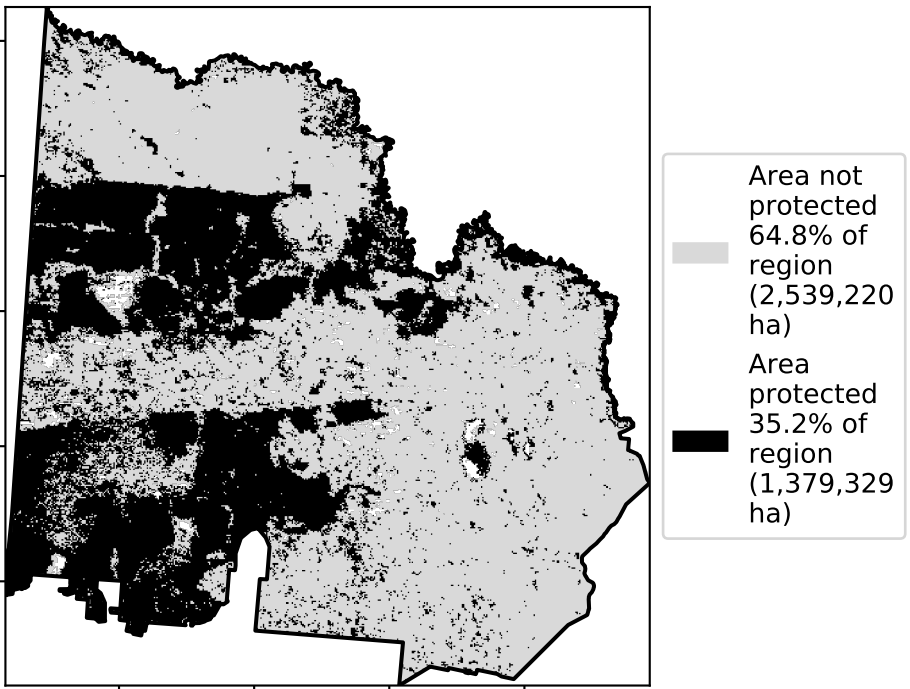 Area not
protected
64.8% of
region
(2,539,220
ha)
Area
protected
35.2% of
region
(1,379,329
ha)